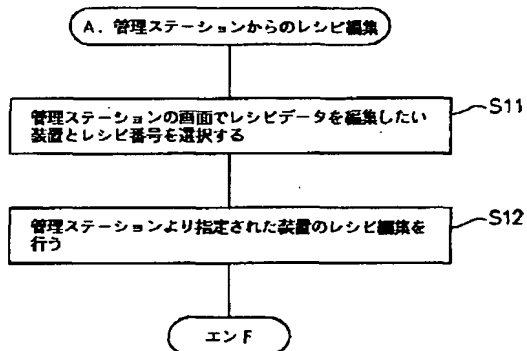 A. 管理ステーションからのレシピ編集
管理ステーションの画面でレシピデータを編集したい
装置とレシピ番号を選択する
S11
管理ステーションより指定された装置のレシピ編集を
行う
S12
エンド